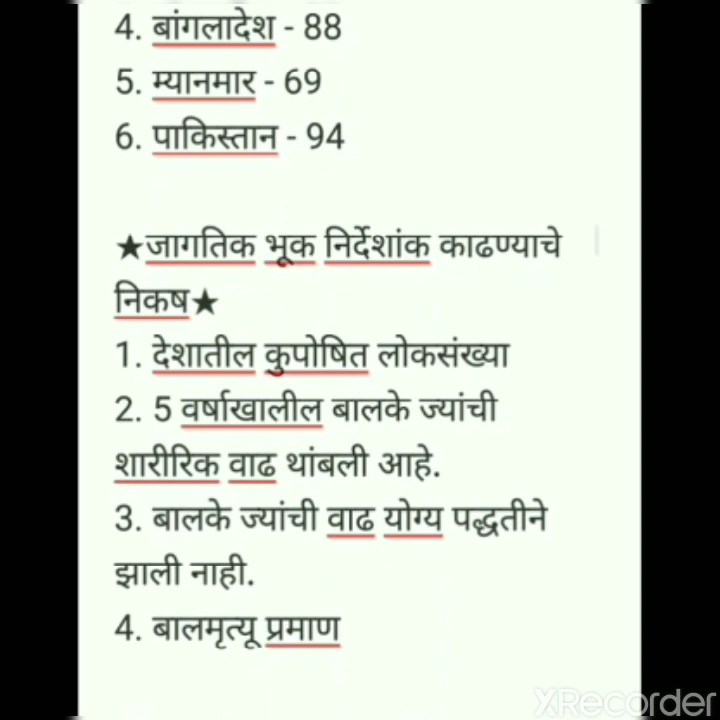 4. बांगलादेश - 88
5. म्यानमार - 69
6. पाकिस्तान - 94
★जागतिक भूक निर्देशांक काढण्याचे
निकष★
1. देशातील कुपोषित लोकसंख्या
2. 5 वर्षाखालील बालके ज्यांची
शारीरिक वाढ थांबली आहे.
3. बालके ज्यांची वाढ योग्य पद्धतीने
झाली नाही.
4. बालमृत्यू प्रमाण
XRecorder